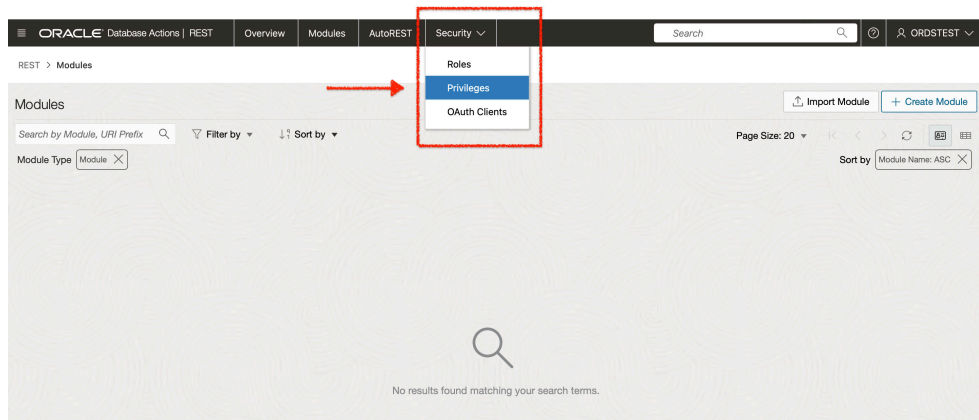 ORACLE Database Actions | REST Overview Modules AutoREST Security Search ORDSTEST
Roles
Privileges
OAuth Clients
REST > Modules
Modules
Import Module
+ Create Module
Search by Module, URI Prefix
Filter by
Sort by
Page Size: 20
Module Type Module
Sort by Module Name: ASC
No results found matching your search terms.